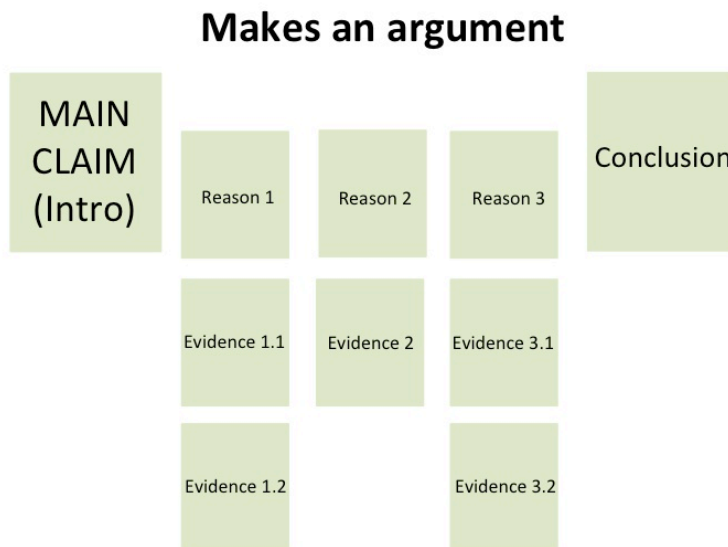 Makes an argument
MAIN
CLAIM
(Intro)
Reason 1
Reason 2
Reason 3
Conclusion
Evidence 1.1
Evidence 2
Evidence 3.1
Evidence 1.2
Evidence 3.2